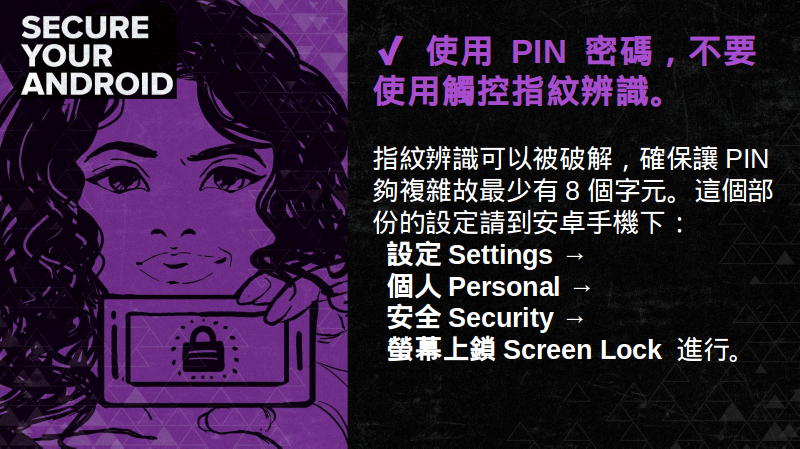 SECURE
YOUR
ANDROID
✓ 使用 PIN 密碼，不要
使用觸控指紋辨識。
指紋辨識可以被破解，確保讓 PIN
夠複雜故最少有 8 個字元。這個部
份的設定請到安卓手機下：
設定 Settings →
個人 Personal →
安全 Security →
螢幕上鎖 Screen Lock 進行。